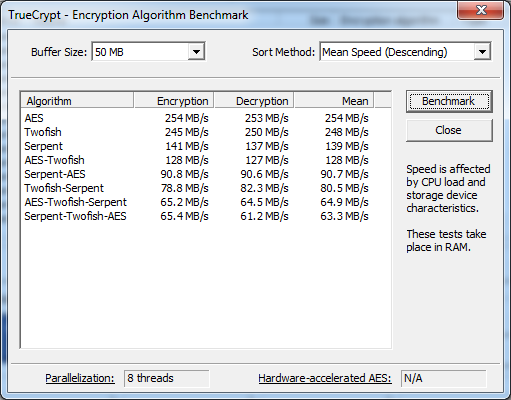 TrueCrypt - Encryption Algorithm Benchmark
Buffer Size: 50 MB Sort Method: Mean Speed (Descending)
Algorithm Encryption Decryption Mean
AES 254 MB/s 253 MB/s 254 MB/s
Twofish 245 MB/s 250 MB/s 248 MB/s
Serpent 141 MB/s 137 MB/s 139 MB/s
AES-Twofish 128 MB/s 127 MB/s 128 MB/s
Serpent-AES 90.8 MB/s 90.6 MB/s 90.7 MB/s
Twofish-Serpent 78.8 MB/s 82.3 MB/s 80.5 MB/s
AES-Twofish-Serpent 65.2 MB/s 64.5 MB/s 64.9 MB/s
Serpent-Twofish-AES 65.4 MB/s 61.2 MB/s 63.3 MB/s
Benchmark
Close
Speed is affected
by CPU load and
storage device
characteristics.
These tests take
place in RAM.
Parallelization: 8 threads Hardware-accelerated AES: N/A